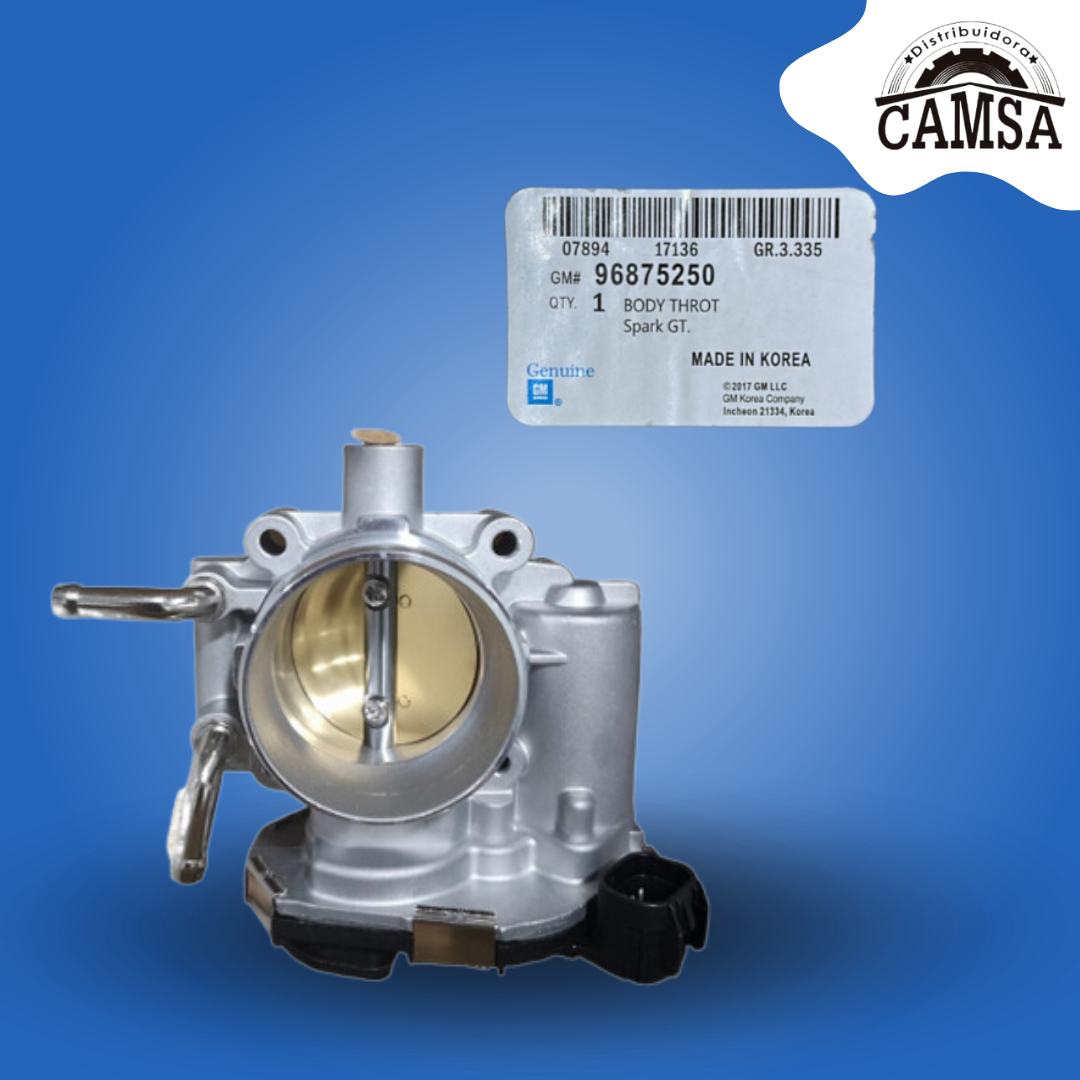 ★Distribuidora★
CAMSA
07894 17136 GR.3.335
GM# 96875250
QTY. 1 BODY THROT
Spark GT.
MADE IN KOREA
Genuine
GM
®
©2017 GM LLC
GM Korea Company
Incheon 21334, Korea